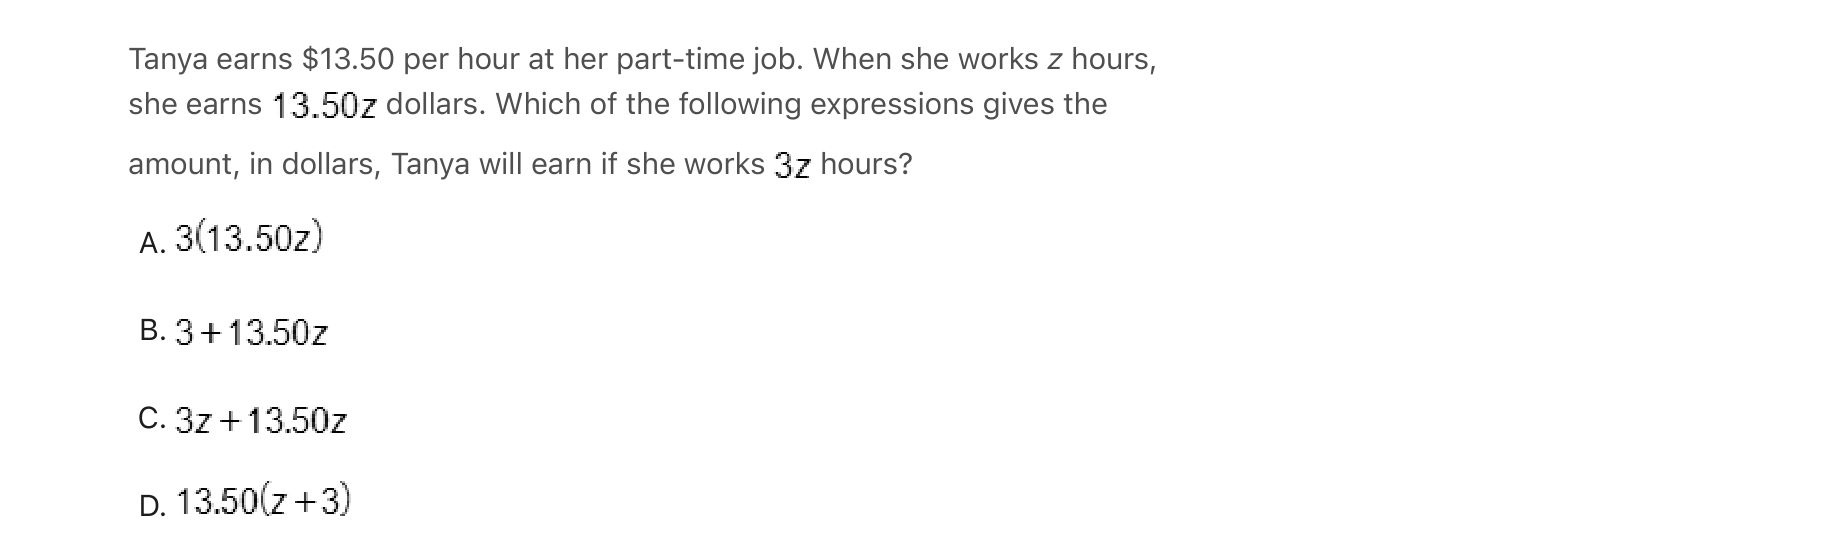 Tanya earns $13.50 per hour at her part-time job. When she works z hours,
she earns 13.50z dollars. Which of the following expressions gives the
amount, in dollars, Tanya will earn if she works 3z hours?
A. 3(13.50z)
B. 3+13.50z
C. 3z+13.50z
D. 13.50(z+3)